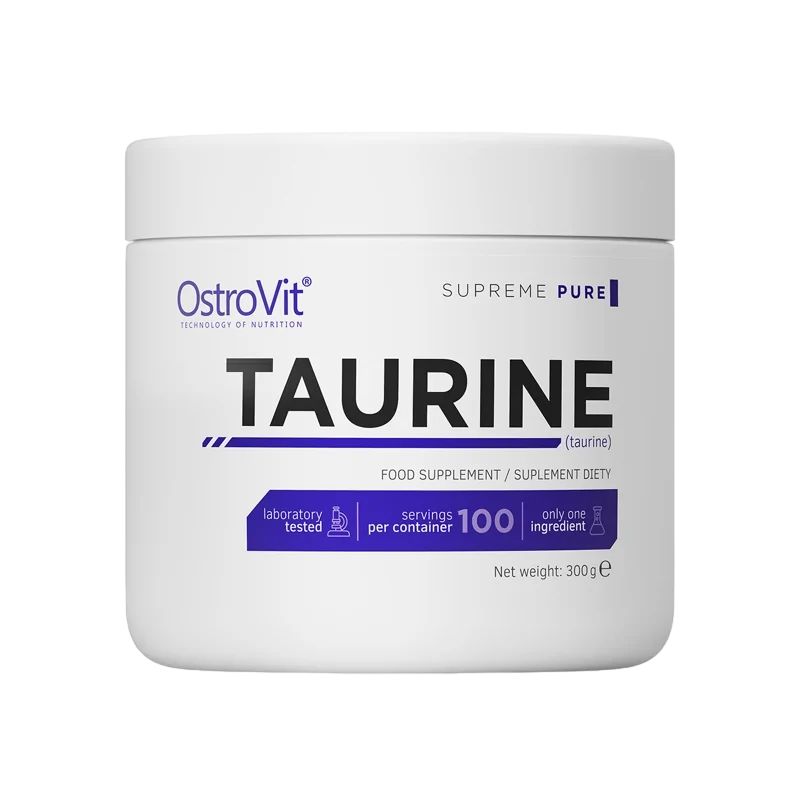 OstroVit®
TECHNOLOGY OF NUTRITION
SUPREME PURE
TAURINE
(taurine)
FOOD SUPPLEMENT / SUPLEMENT DIETY
laboratory
tested
servings
per container 100
only one
ingredient
Net weight: 300g ℮